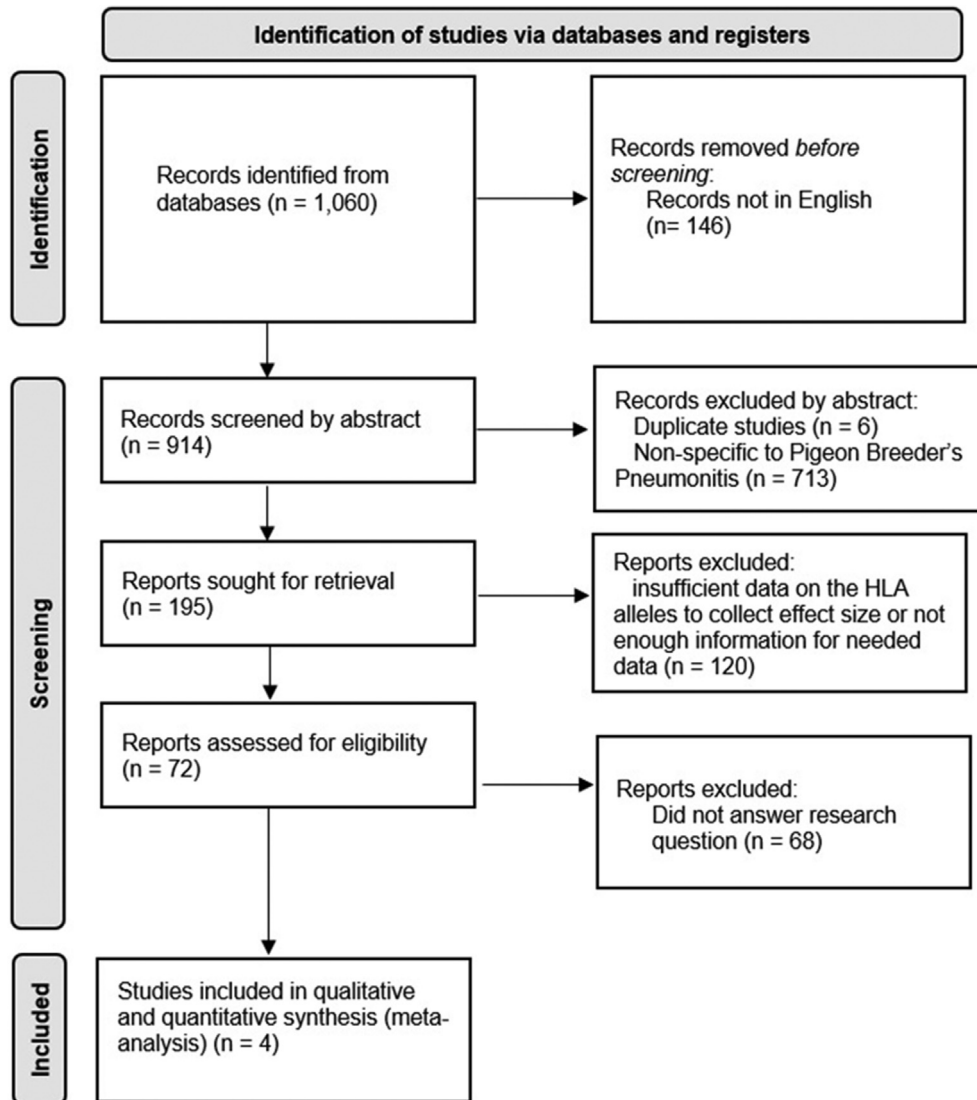 Identification of studies via databases and registers
Identification
Records identified from
databases (n = 1,060)
Records removed before
screening:
Records not in English
(n= 146)
Screening
Records screened by abstract
(n = 914)
Records excluded by abstract:
Duplicate studies (n = 6)
Non-specific to Pigeon Breeder's
Pneumonitis (n = 713)
Reports sought for retrieval
(n = 195)
Reports excluded:
insufficient data on the HLA
alleles to collect effect size or not
enough information for needed
data (n = 120)
Reports assessed for eligibility
(n = 72)
Reports excluded:
Did not answer research
question (n = 68)
Included
Studies included in qualitative
and quantitative synthesis (meta-
analysis) (n = 4)